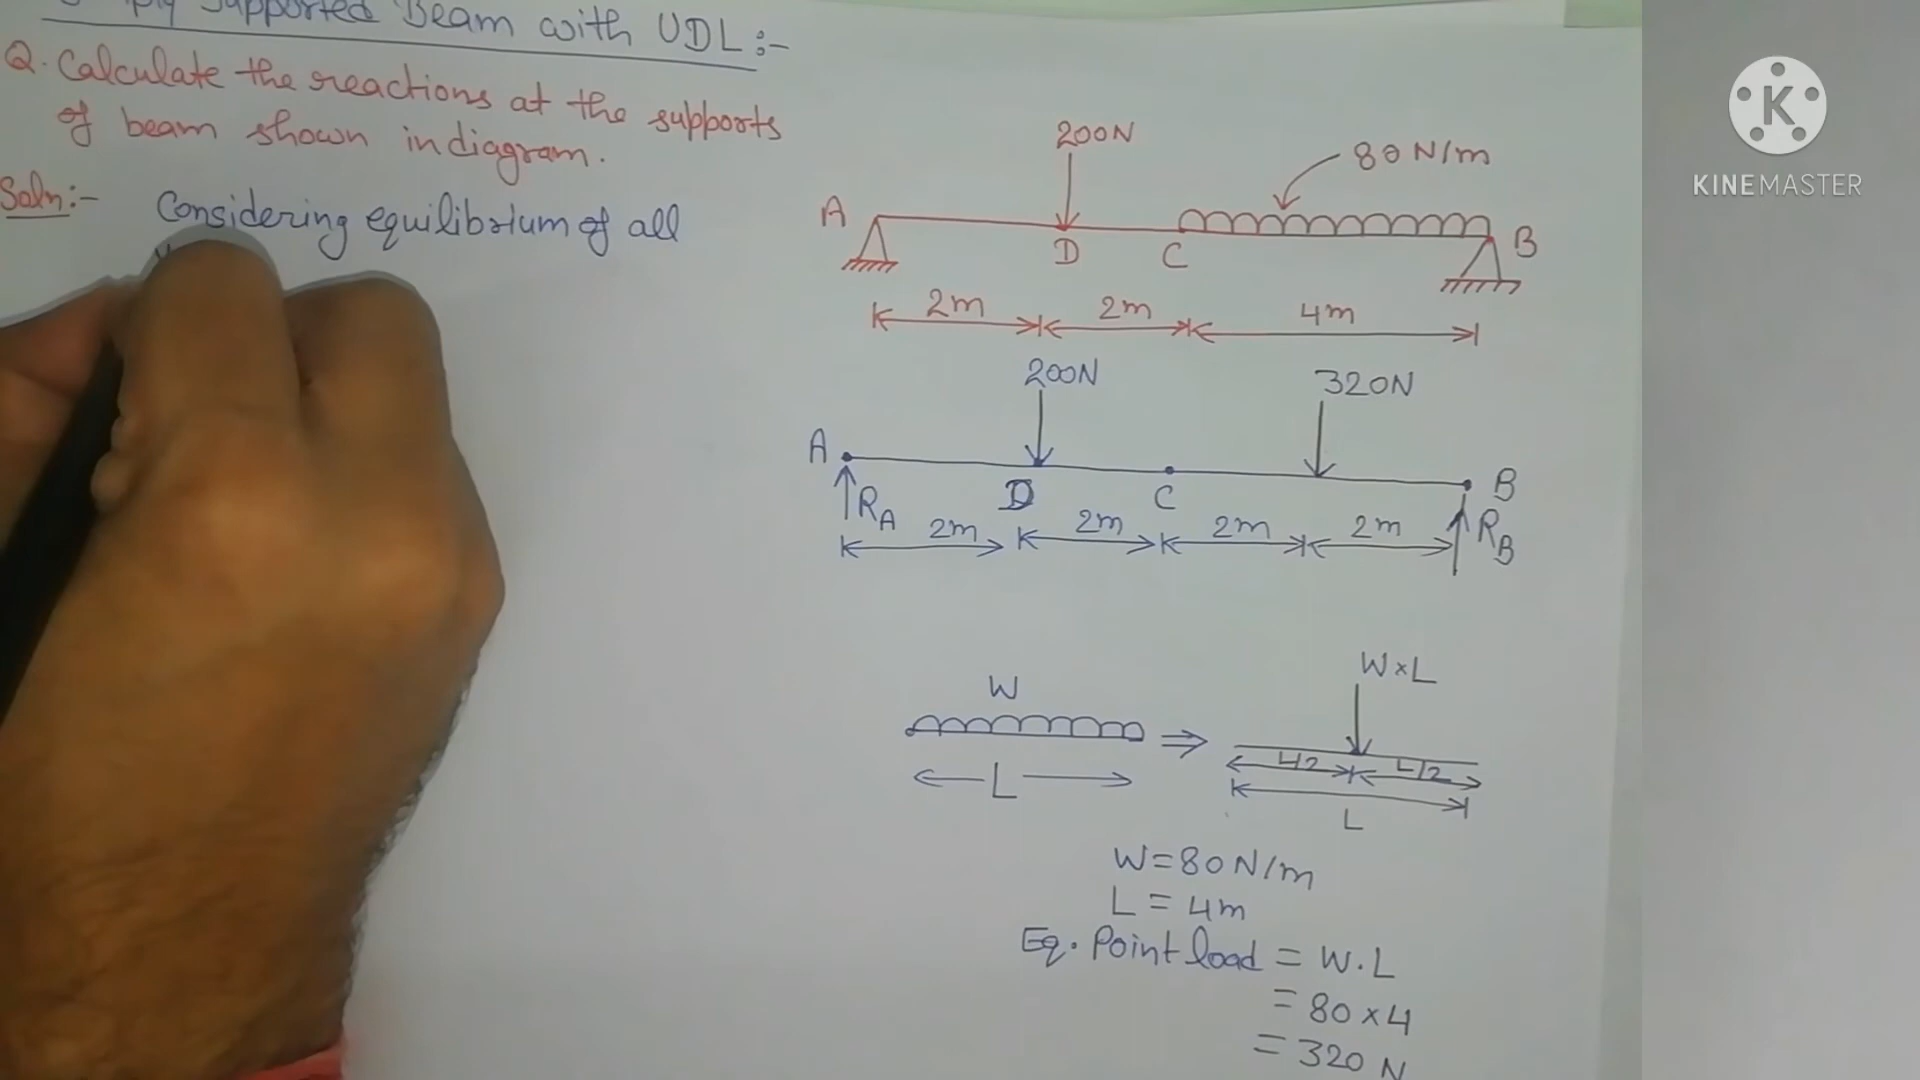 Supported Beam with UDL:-
Q. Calculate the reactions at the supports
of beam shown in diagram.
Soln:- Considering equilibrium of all
200N
80 N/m
A
D
C
B
2m
2m
4m
200N
320N
A
D
C
B
RA
RB
2m
2m
2m
2m
W
L
W×L
L/2
L/2
L
W=80N/m
L = 4m
Eq. Point load = W.L
= 80×4
= 320 N
K
KINEMASTER